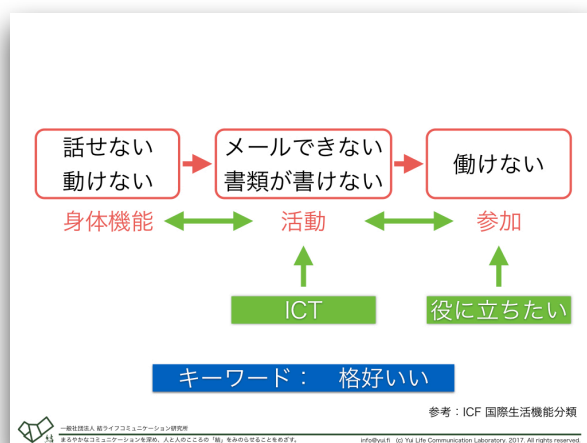 話せない
動けない
メールできない
書類が書けない
働けない
身体機能
活動
参加
ICT
役に立ちたい
キーワード： 格好いい
参考：ICF 国際生活機能分類
結
一般社団法人 結ライフコミュニケーション研究所
まろやかなコミュニケーションを深め、人と人のこころの「結」をみのらせることをめざす。
info@yui.fi (c) Yui Life Communication Laboratory. 2017. All rights reserved.